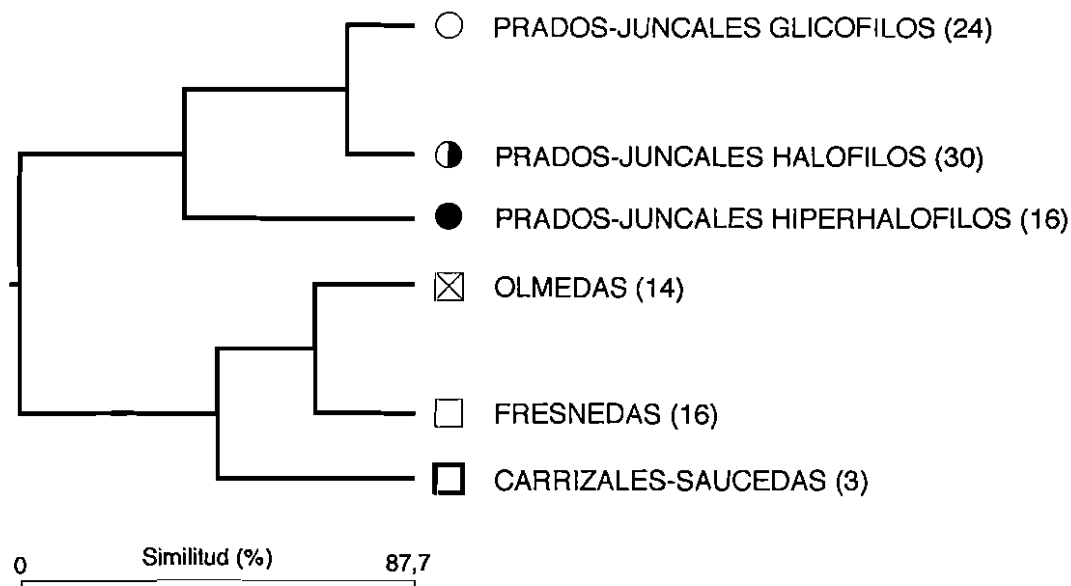 PRADOS-JUNCALES GLICOFILOS (24)
PRADOS-JUNCALES HALOFILOS (30)
PRADOS-JUNCALES HIPERHALOFILOS (16)
OLMEDAS (14)
FRESNEDAS (16)
CARRIZALES-SAUCEDAS (3)
0 Similitud (%) 87,7